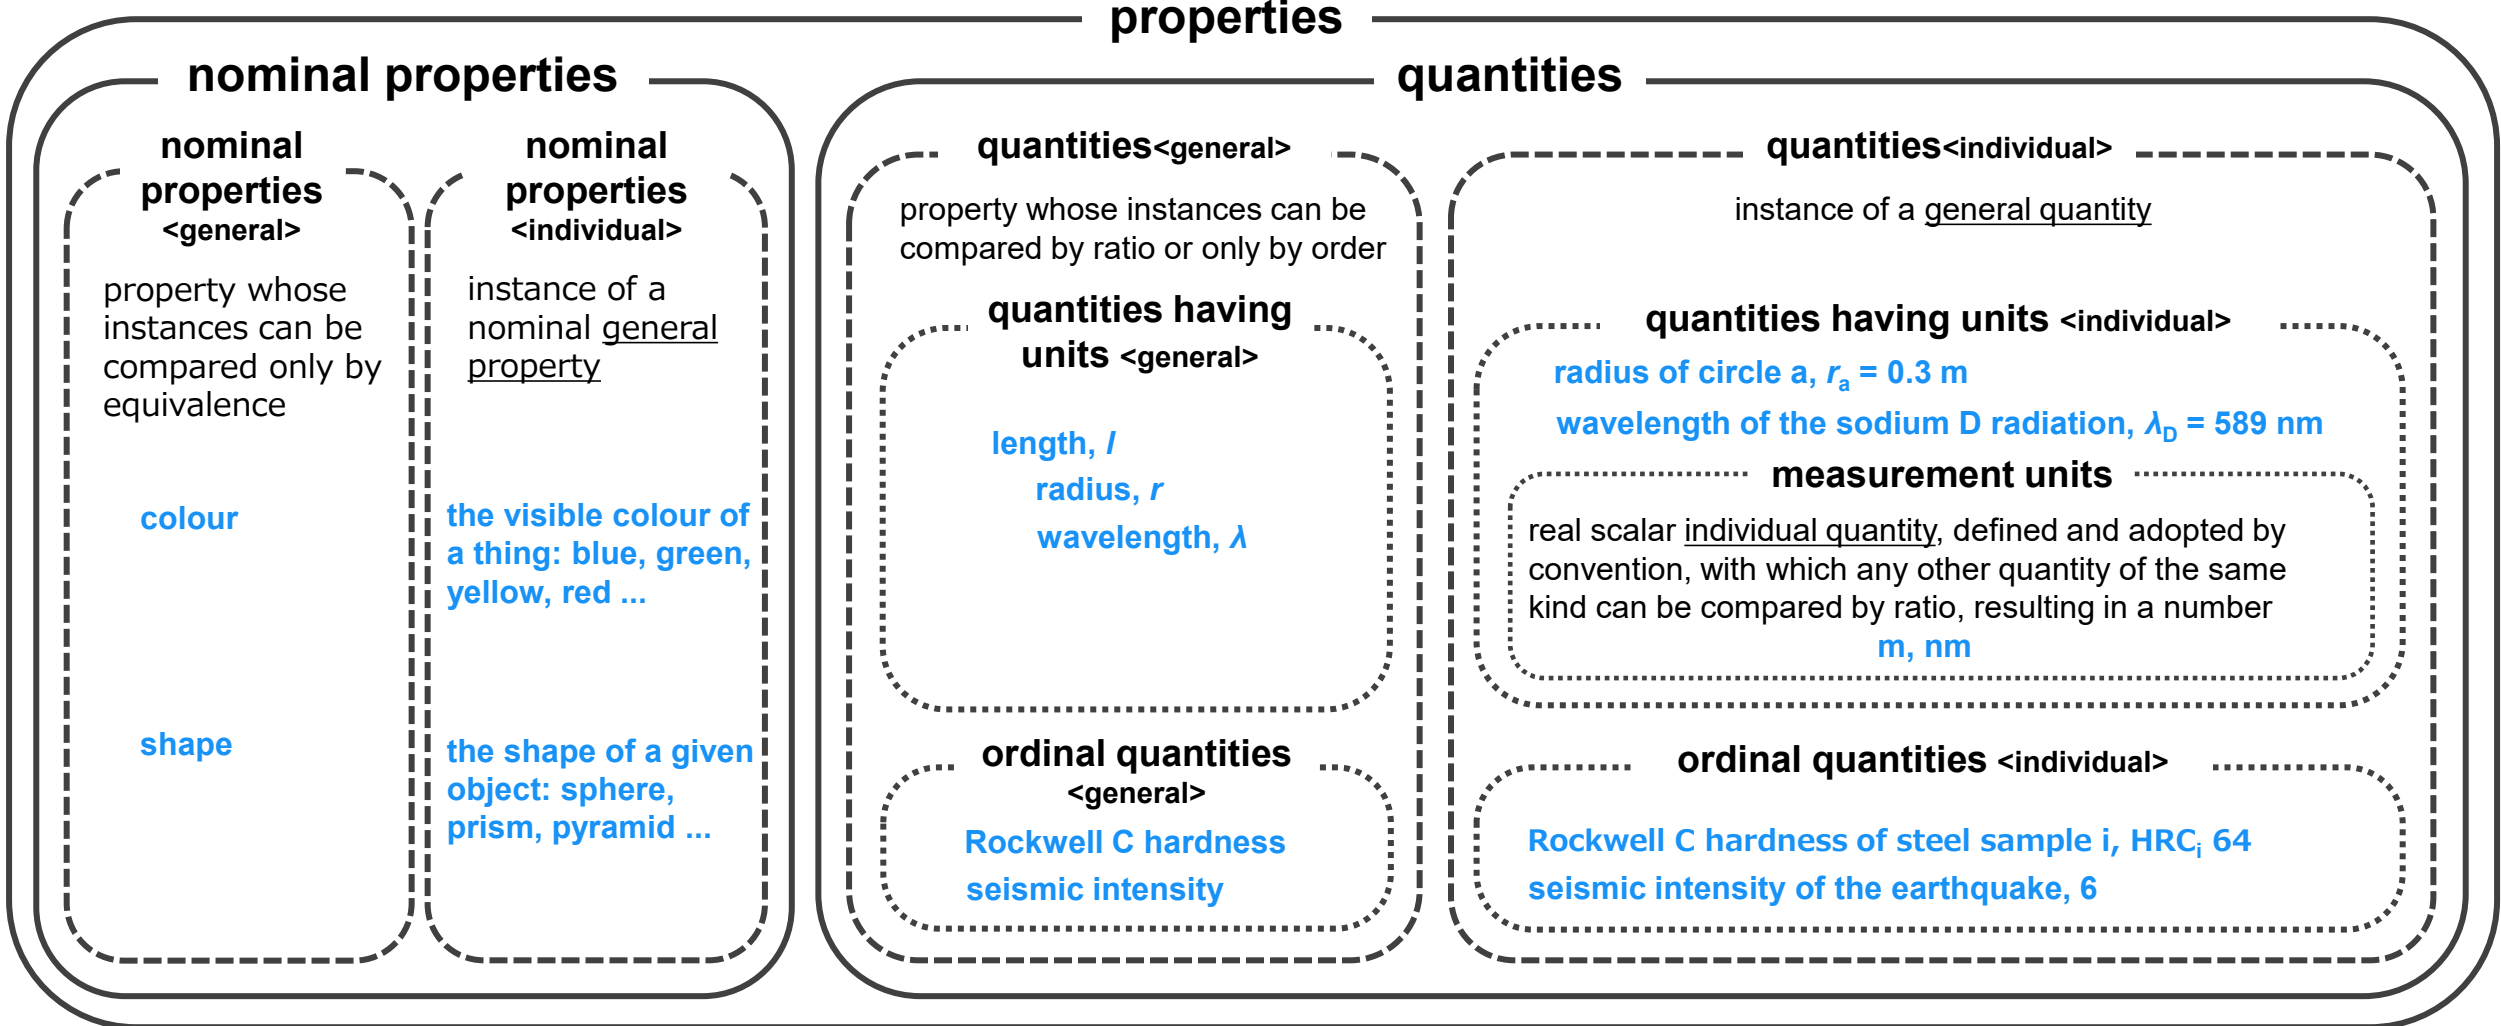 properties
nominal properties
nominal
properties
<general>
property whose
instances can be
compared only by
equivalence
colour
shape
nominal
properties
<individual>
instance of a
nominal general
property
the visible colour of
a thing: blue, green,
yellow, red ...
the shape of a given
object: sphere,
prism, pyramid ...
quantities
quantities<general>
property whose instances can be
compared by ratio or only by order
quantities having
units <general>
length, l
radius, r
wavelength, λ
ordinal quantities
<general>
Rockwell C hardness
seismic intensity
quantities<individual>
instance of a general quantity
quantities having units <individual>
radius of circle a, ra = 0.3 m
wavelength of the sodium D radiation, λD = 589 nm
measurement units
real scalar individual quantity, defined and adopted by
convention, with which any other quantity of the same
kind can be compared by ratio, resulting in a number
m, nm
ordinal quantities <individual>
Rockwell C hardness of steel sample i, HRCi 64
seismic intensity of the earthquake, 6